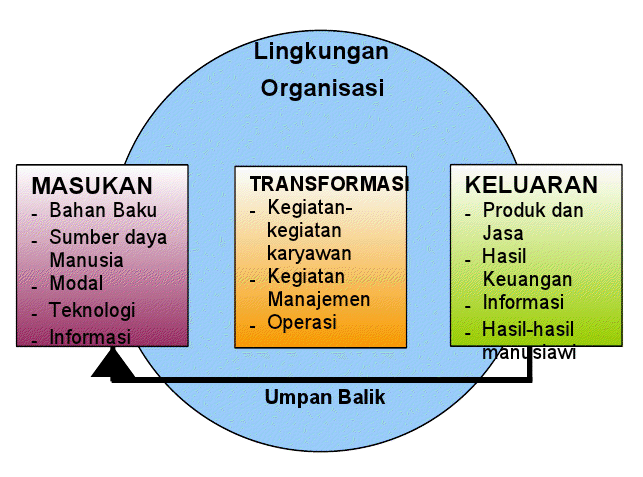 Lingkungan
Organisasi
MASUKAN
- Bahan Baku
- Sumber daya
Manusia
- Modal
- Teknologi
- Informasi
TRANSFORMASI
- Kegiatan-
kegiatan
karyawan
- Kegiatan
Manajemen
- Operasi
KELUARAN
- Produk dan
Jasa
- Hasil
Keuangan
- Informasi
- Hasil-hasil
manusiawi
Umpan Balik